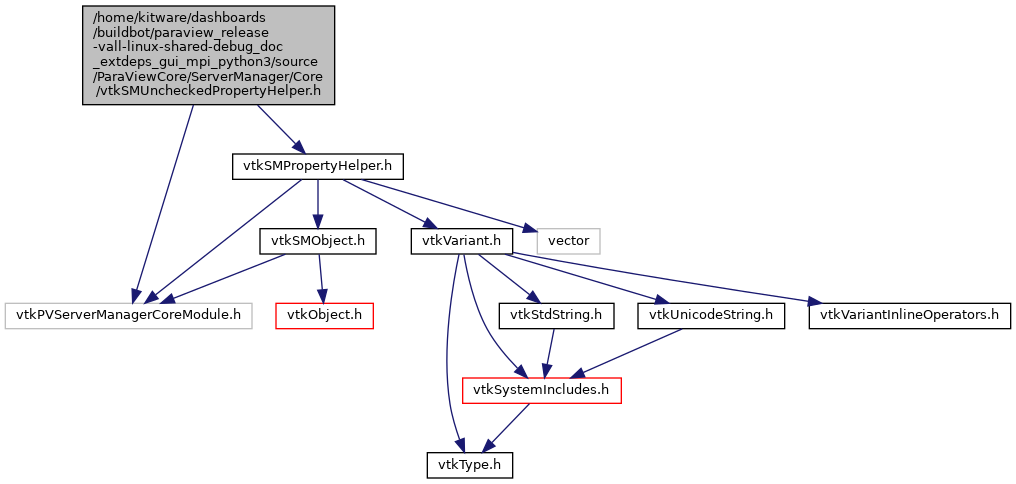 /home/kitware/dashboards
/buildbot/paraview_release
-vall-linux-shared-debug_doc
_extdeps_gui_mpi_python3/source
/ParaViewCore/ServerManager/Core
/vtkSMUncheckedPropertyHelper.h
vtkSMPropertyHelper.h
vtkSMObject.h
vtkVariant.h
vector
vtkPVServerManagerCoreModule.h
vtkObject.h
vtkStdString.h
vtkUnicodeString.h
vtkVariantInlineOperators.h
vtkSystemIncludes.h
vtkType.h